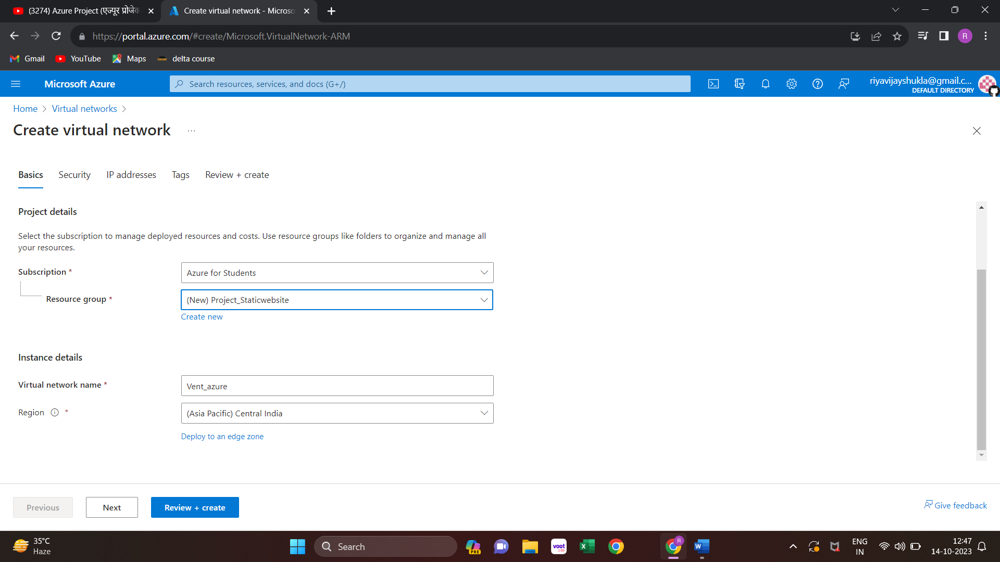 (3274) Azure Project (एज्यूर प्रोजेक
Create virtual network - Microso
https://portal.azure.com/#create/Microsoft.VirtualNetwork-ARM
R
Gmail
YouTube
Maps
delta course
Microsoft Azure
Search resources, services, and docs (G+/)
riyavijayshukla@gmail.c...
DEFAULT DIRECTORY
Home > Virtual networks >
Create virtual network ...
Basics
Security
IP addresses
Tags
Review + create
Project details
Select the subscription to manage deployed resources and costs. Use resource groups like folders to organize and manage all
your resources.
Subscription *
Azure for Students
Resource group *
(New) Project_Staticwebsite
Create new
Instance details
Virtual network name *
Vent_azure
Region *
(Asia Pacific) Central India
Deploy to an edge zone
Previous
Next
Review + create
Give feedback
35°C
Haze
Search
PRE
voot
R
ENG
IN
12:47
14-10-2023